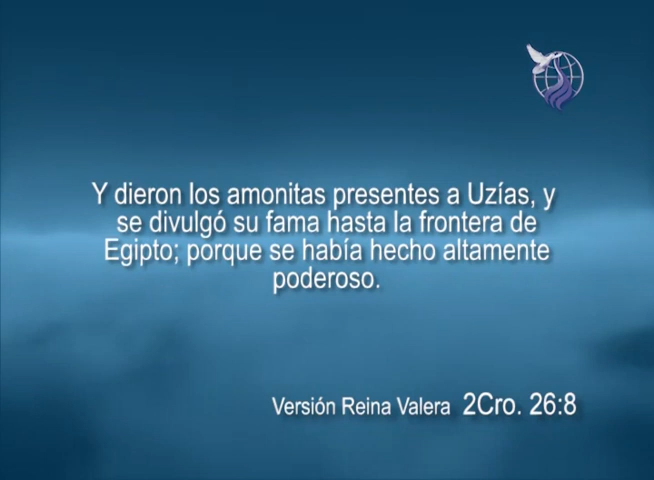 Y dieron los amonitas presentes a Uzías, y
se divulgó su fama hasta la frontera de
Egipto; porque se había hecho altamente
poderoso.
Versión Reina Valera 2Cro. 26:8